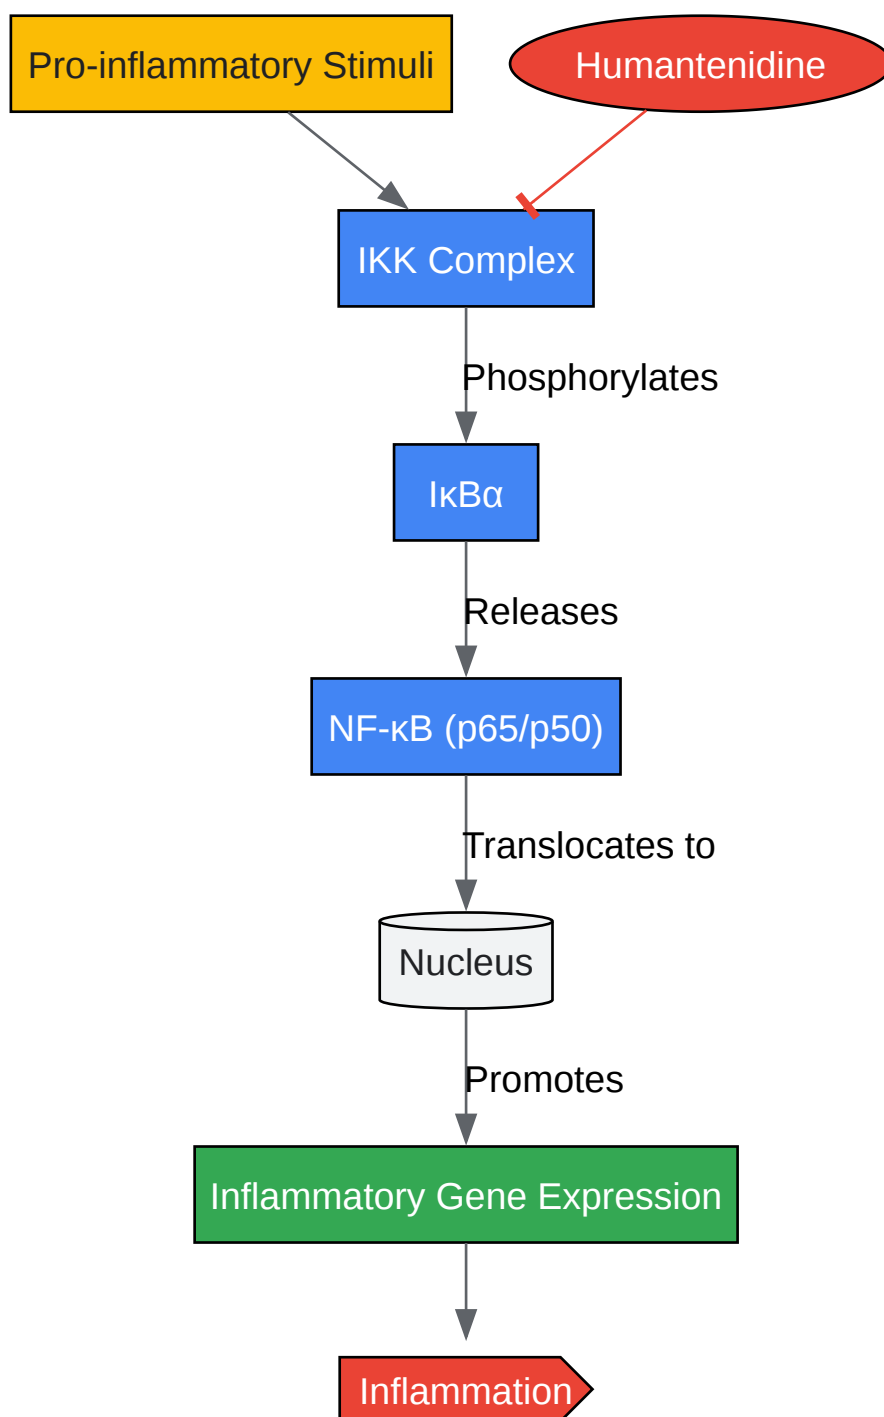 Pro-inflammatory Stimuli
Humantenidine
IKK Complex
Phosphorylates
IκBα
Releases
NF-κB (p65/p50)
Translocates to
Nucleus
Promotes
Inflammatory Gene Expression
Inflammation